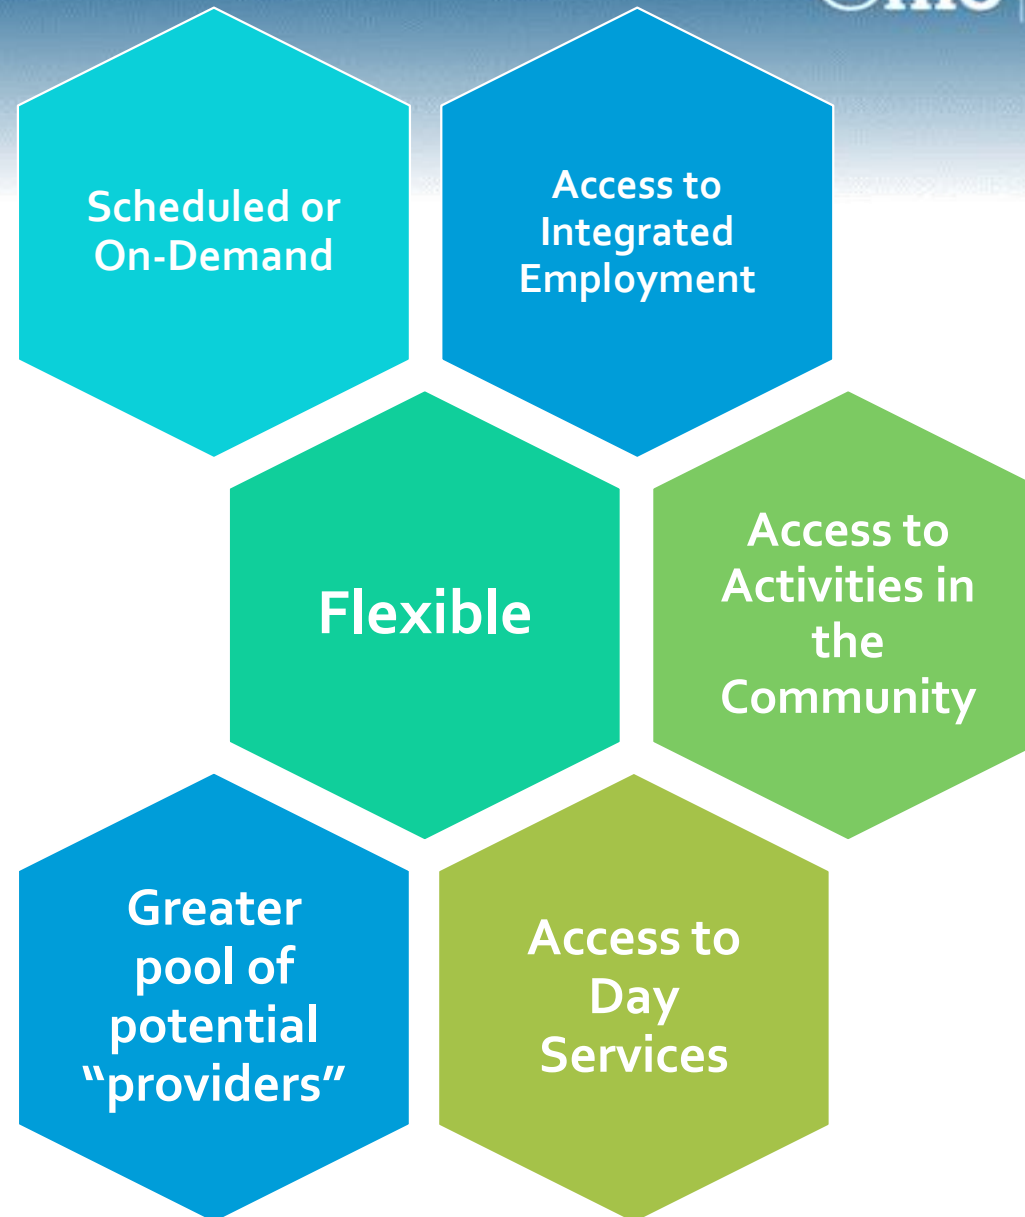 Scheduled or
On-Demand
Access to
Integrated
Employment
Flexible
Access to
Activities in
the
Community
Greater
pool of
potential
“providers”
Access to
Day
Services